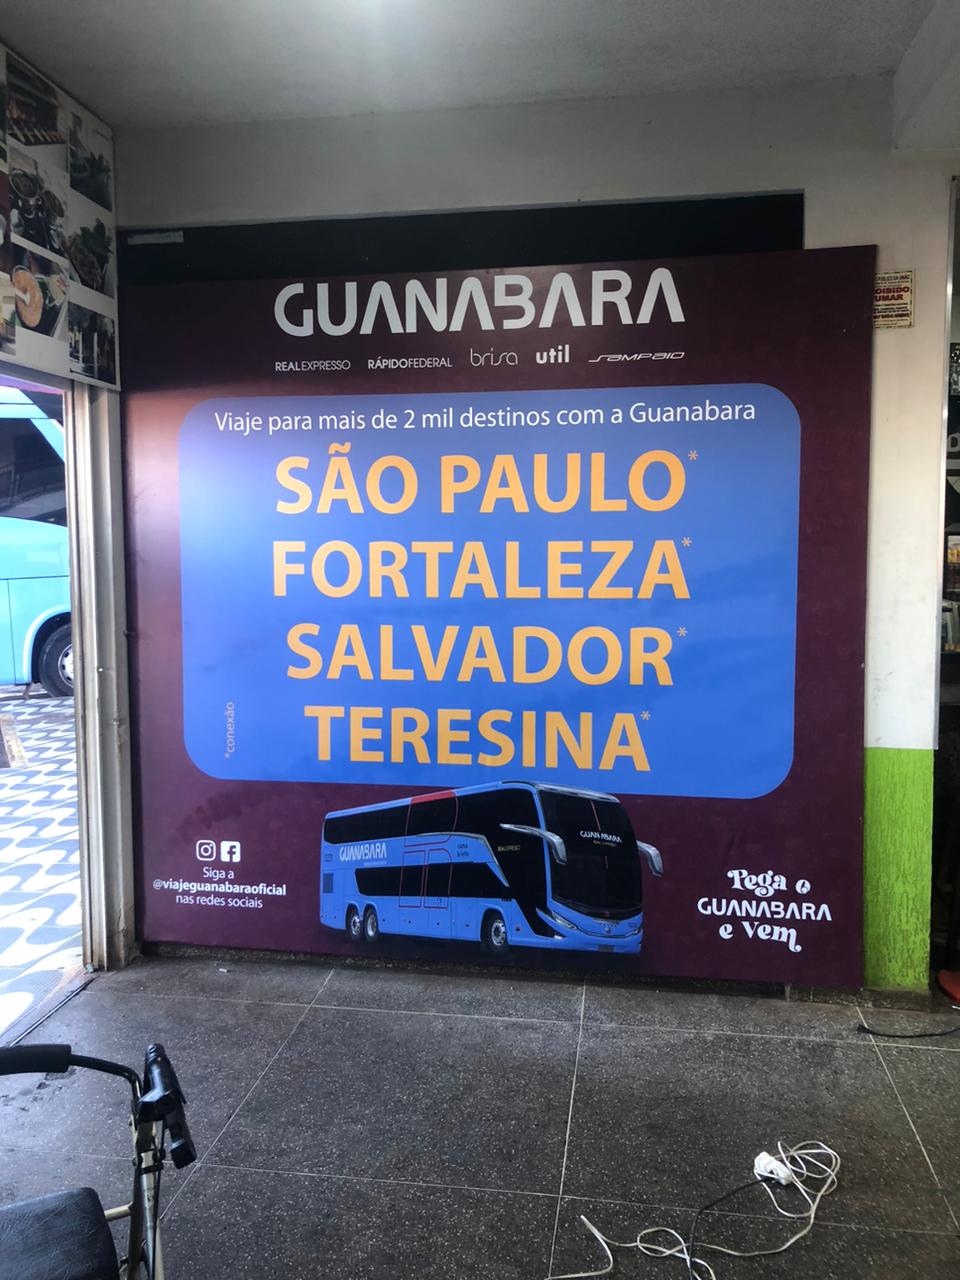 GUANABARA
REALEXPRESSO RÁPIDOFEDERAL brisa util SAMPAIO
Viaje para mais de 2 mil destinos com a Guanabara
SÃO PAULO*
FORTALEZA*
SALVADOR*
TERESINA*
*conexão
GUANABARA
GUANABARA
Siga a
@viajeguanabaraoficial
nas redes sociais
Pega o
GUANABARA
e Vem